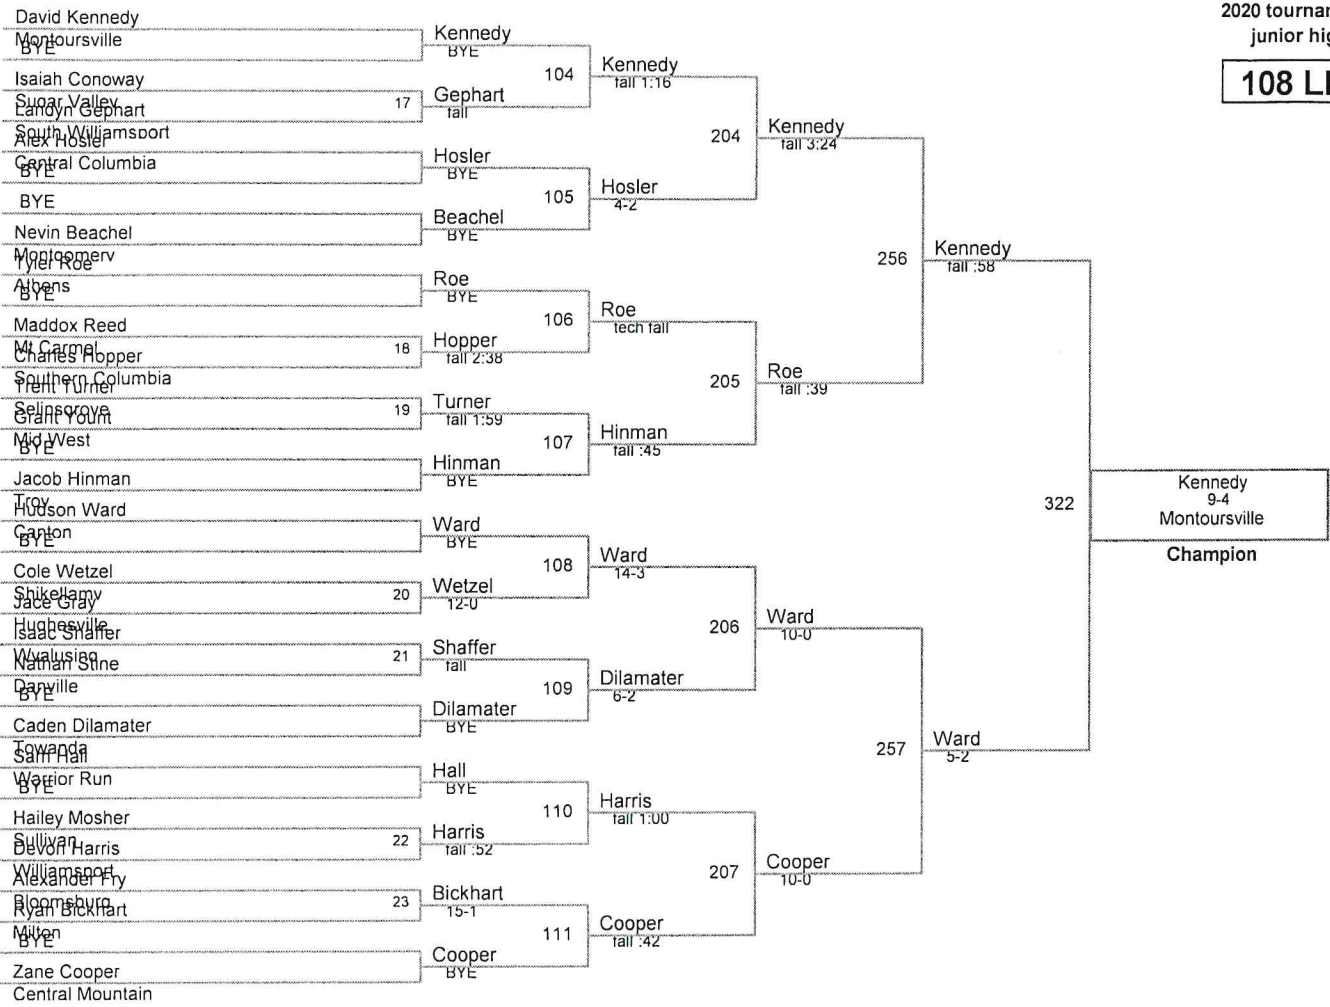 2020 tournam
junior hig
108 L
David Kennedy
Montoursville
BYE
Isaiah Conoway
Sugar Valley
Landyn Gephart
South Williamsport
Alex Hosler
Central Columbia
BYE
BYE
Nevin Beachel
Montgomery
Tyler Roe
Athens
BYE
Maddox Reed
Mt Carmel
Charles Hopper
Southern Columbia
Trent Turner
Selinsgrove
Grant Yount
Mid West
BYE
Jacob Hinman
Troy
Hudson Ward
Canton
BYE
Cole Wetzel
Shikellamy
Jace Gray
Hughesville
Isaac Shaffer
Wyalusing
Nathan Stine
Danville
BYE
Caden Dilamater
Towanda
Sam Hall
Warrior Run
BYE
Hailey Mosher
Sullivan
Devon Harris
Williamsport
Alexander Fry
Bloomsburg
Ryan Bickhart
Milton
BYE
Zane Cooper
Central Mountain
17
18
19
20
21
22
23
Kennedy
BYE
Gephart
fall
Hosler
BYE
Beachel
BYE
Roe
BYE
Hopper
fall 2:38
Turner
fall 1:59
Hinman
BYE
Ward
BYE
Wetzel
12-0
Shaffer
fall
Dilamater
BYE
Hall
BYE
Harris
fall :52
Bickhart
15-1
Cooper
BYE
104
105
106
107
108
109
110
111
Kennedy
fall 1:16
Hosler
4-2
Roe
tech fall
Hinman
fall :45
Ward
14-3
Dilamater
6-2
Harris
fall 1:00
Cooper
fall :42
204
205
206
207
Kennedy
fall 3:24
Roe
fall :39
Ward
10-0
Cooper
10-0
256
257
Kennedy
fall :58
Ward
5-2
322
Kennedy
9-4
Montoursville
Champion